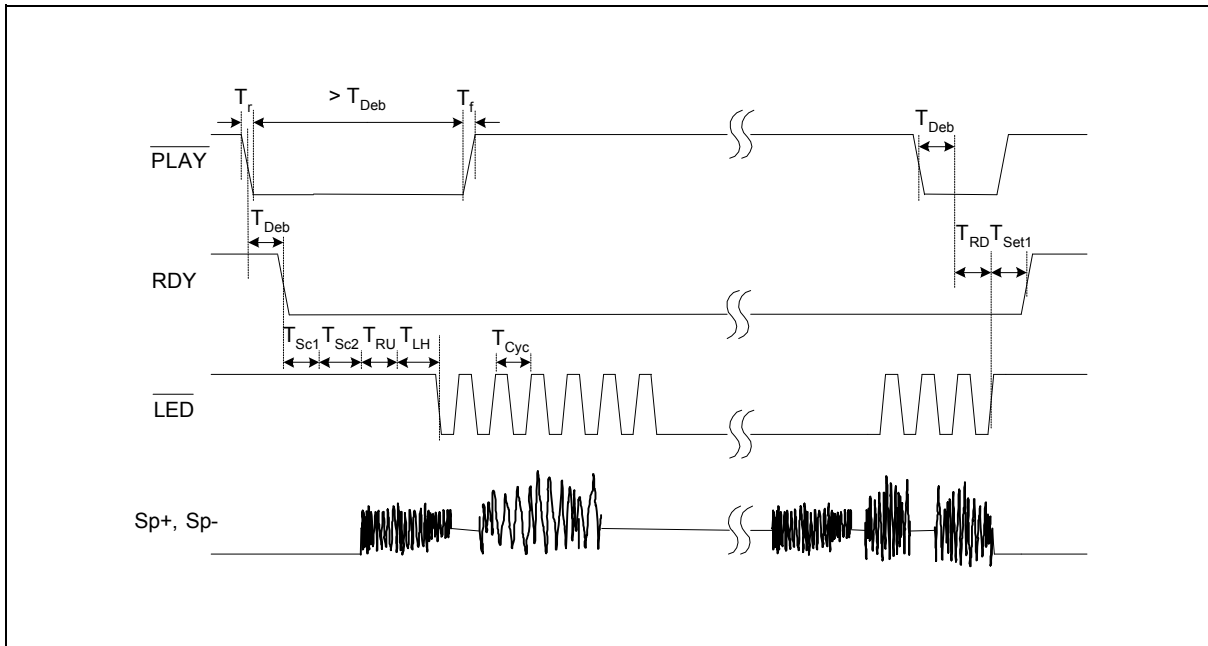 Tr
> TDeb
Tf
TDeb
PLAY
TDeb
TRD TSet1
RDY
TSc1 TSc2 TRU TLH
TCyc
LED
Sp+, Sp-